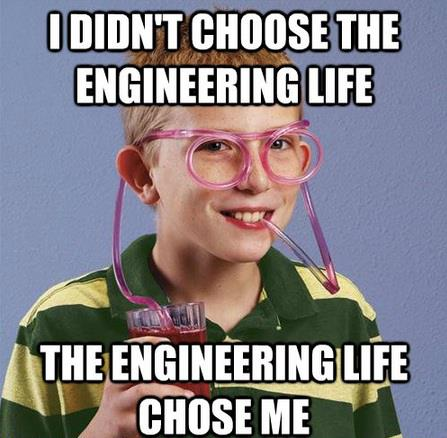 I DIDN'T CHOOSE THE
ENGINEERING LIFE
THE ENGINEERING LIFE
CHOSE ME